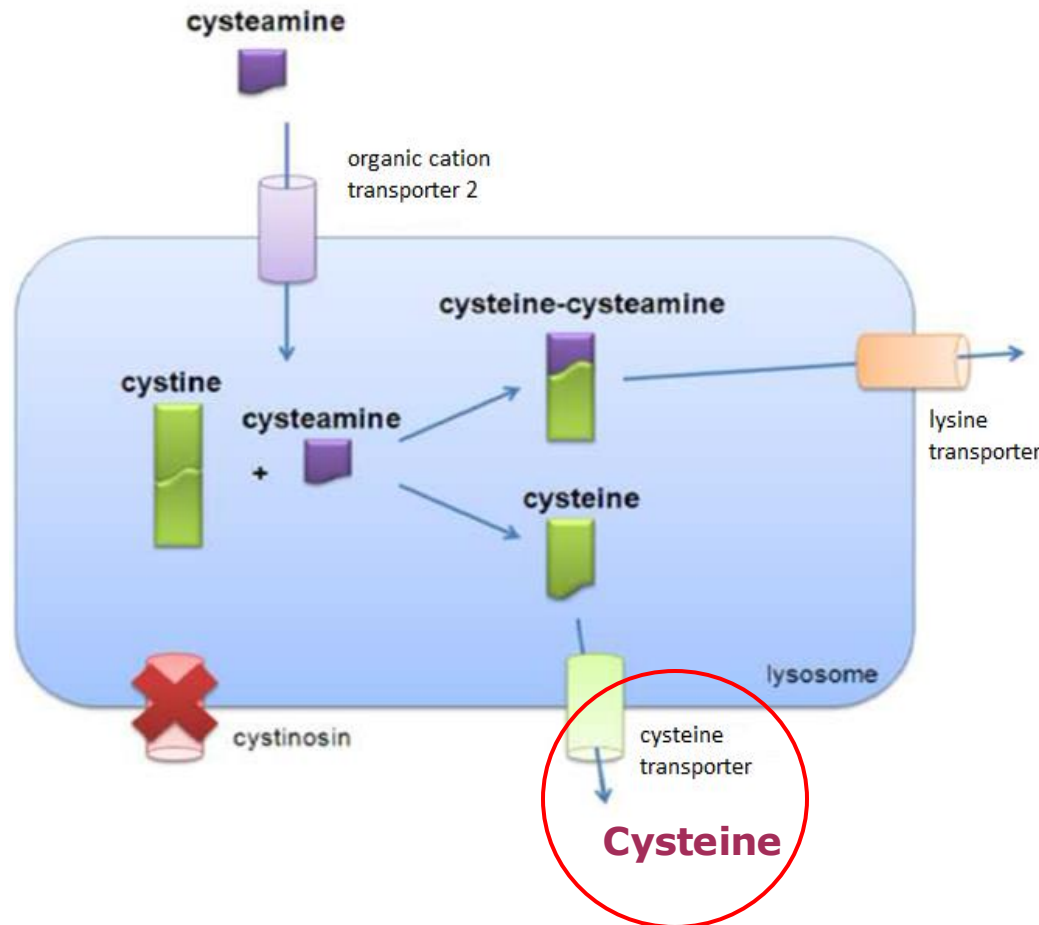 cysteamine
organic cation
transporter 2
cysteine-cysteamine
cystine
cysteamine
+
lysine
transporter
cysteine
lysosome
cystinosin
cysteine
transporter
Cysteine